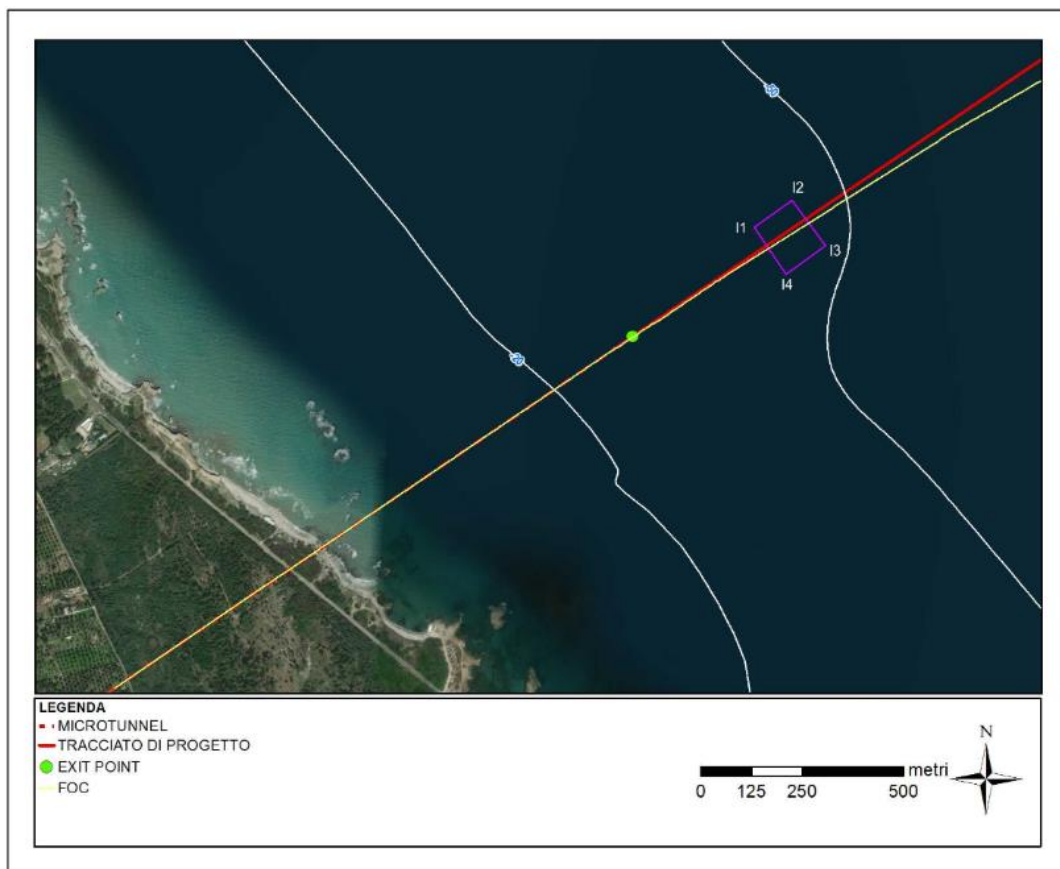 I2
I1
I3
I4
LEGENDA
MICROTUNNEL
TRACCIATO DI PROGETTO
EXIT POINT
FOC
N
metri
0 125 250 500